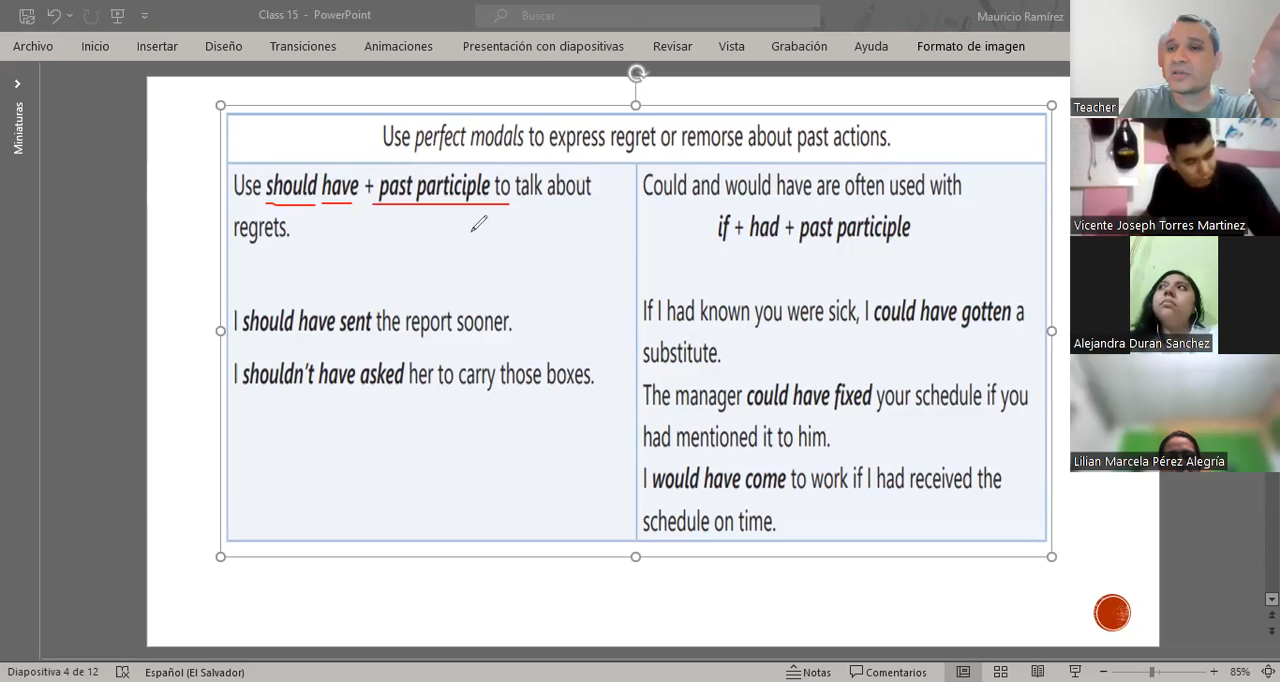 Class 15 - PowerPoint
Buscar
Mauricio Ramírez
Archivo Inicio Insertar Diseño Transiciones Animaciones Presentación con diapositivas Revisar Vista Grabación Ayuda Formato de imagen
Miniaturas
Use perfect modals to express regret or remorse about past actions.
Use should have + past participle to talk about
regrets.
I should have sent the report sooner.
I shouldn't have asked her to carry those boxes.
Could and would have are often used with
if + had + past participle
If I had known you were sick, I could have gotten a
substitute.
The manager could have fixed your schedule if you
had mentioned it to him.
I would have come to work if I had received the
schedule on time.
Teacher
Vicente Joseph Torres Martinez
Alejandra Duran Sanchez
Lilian Marcela Pérez Alegría
Diapositiva 4 de 12 Español (El Salvador) Notas Comentarios 85%